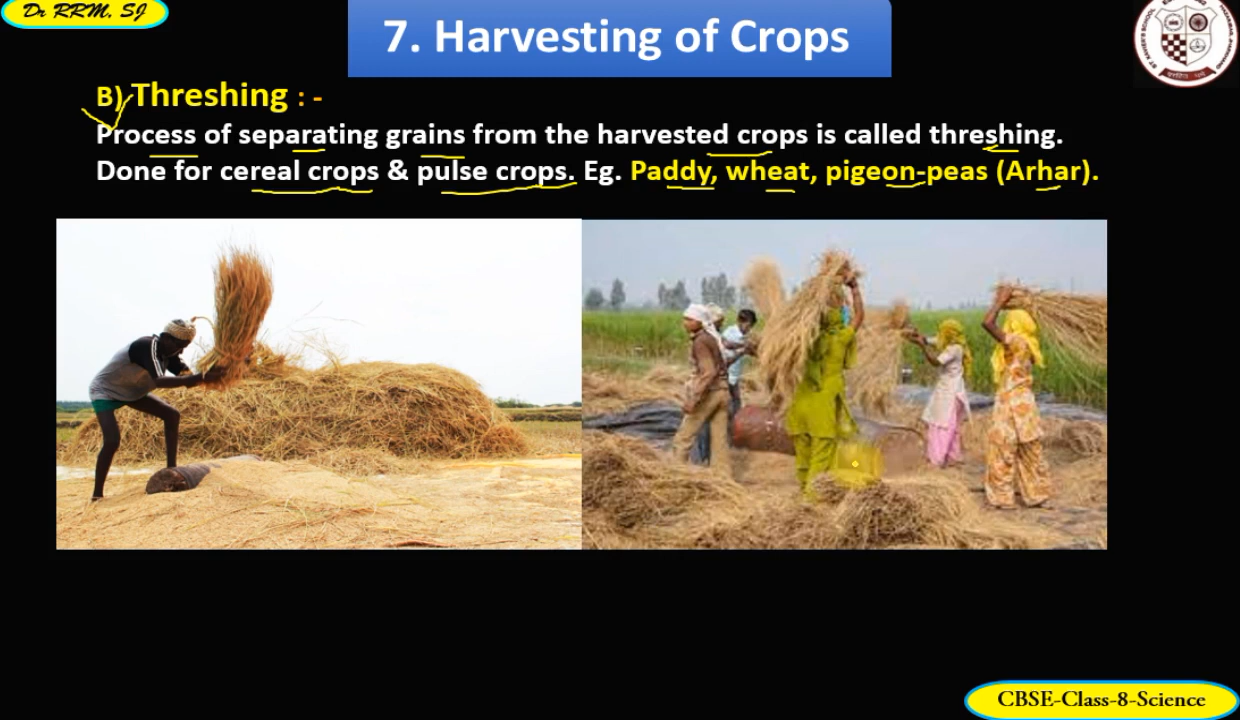 Dr RRM, SJ
7. Harvesting of Crops
B) Threshing : -
Process of separating grains from the harvested crops is called threshing.
Done for cereal crops & pulse crops. Eg. Paddy, wheat, pigeon-peas (Arhar).
CBSE-Class-8-Science